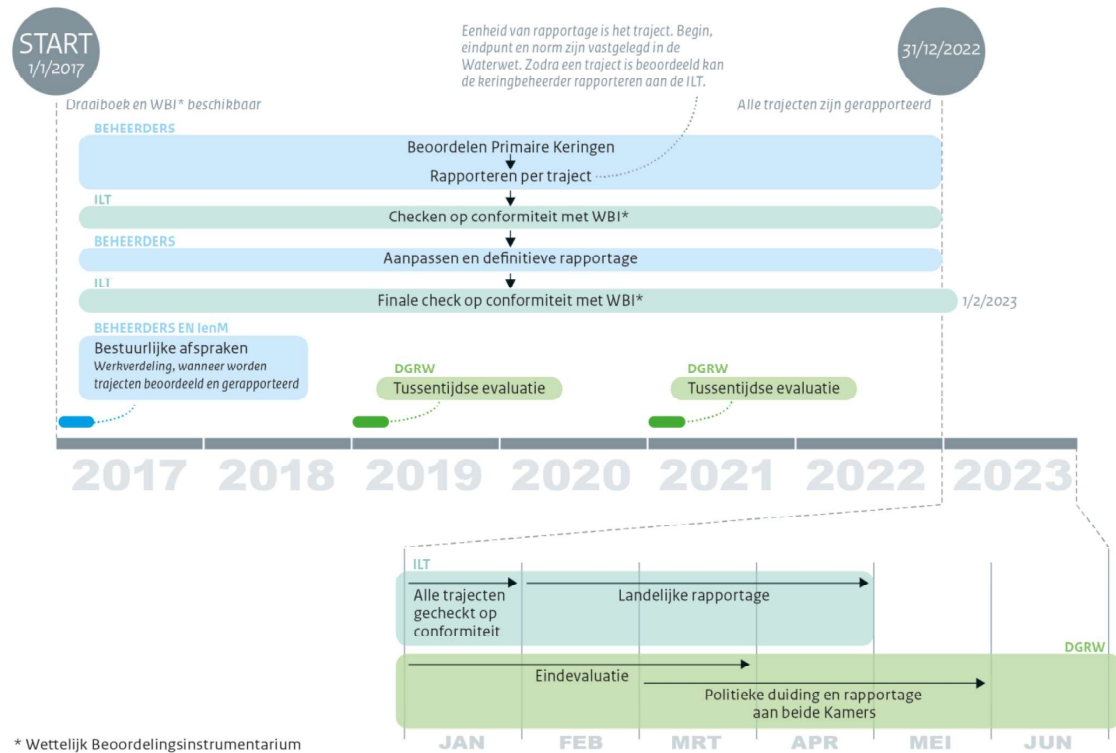 START
1/1/2017
Eenheid van rapportage is het traject. Begin,
eindpunt en norm zijn vastgelegd in de
Waterwet. Zodra een traject is beoordeeld kan
de keringbeheerder rapporteren aan de ILT.
31/12/2022
Draaiboek en WBI* beschikbaar
Alle trajecten zijn gerapporteerd
BEHEERDERS
Beoordelen Primaire Keringen
Rapporteren per traject
ILT
Checken op conformiteit met WBI*
BEHEERDERS
Aanpassen en definitieve rapportage
ILT
Finale check op conformiteit met WBI*
1/2/2023
BEHEERDERS EN IenM
Bestuurlijke afspraken
Werkverdeling, wanneer worden
trajecten beoordeeld en gerapporteerd
DGRW
Tussentijdse evaluatie
DGRW
Tussentijdse evaluatie
2017 2018 2019 2020 2021 2022 2023
ILT
Alle trajecten
gecheckt op
conformiteit
Landelijke rapportage
DGRW
Eindevaluatie
Politieke duiding en rapportage
aan beide Kamers
JAN FEB MRT APR MEI JUN
* Wettelijk Beoordelingsinstrumentarium